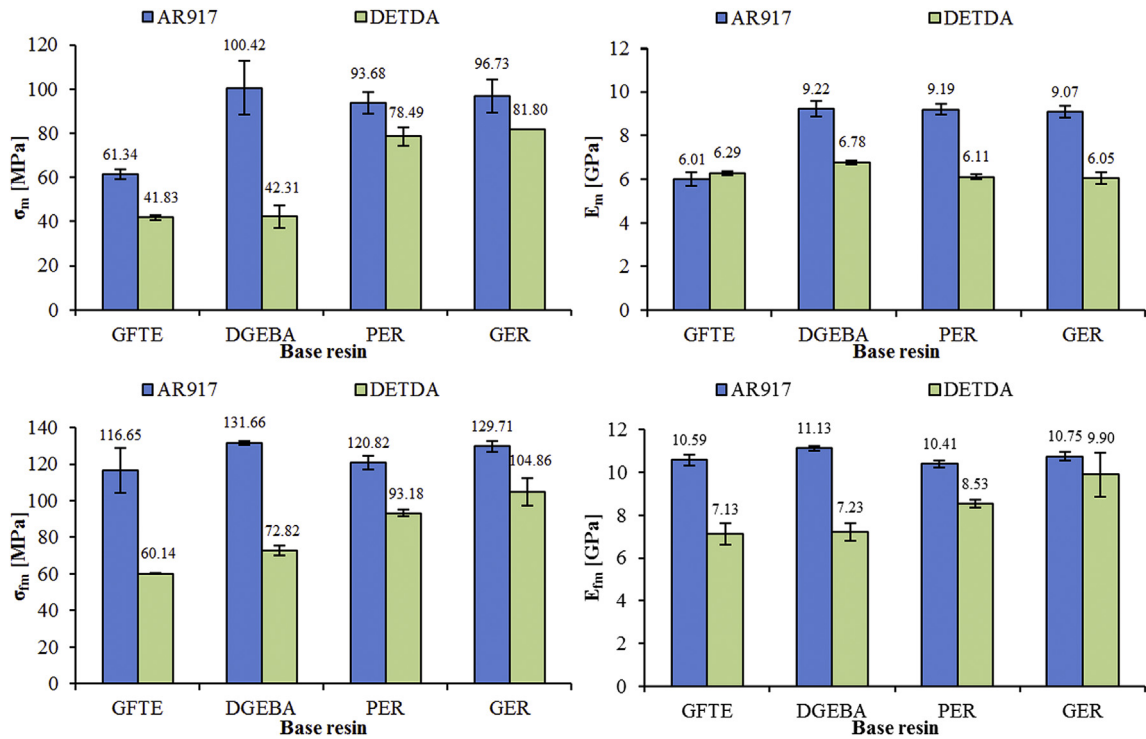 AR917 DETDA
σm [MPa]
120
100
80
60
40
20
0
61.34 41.83 100.42 42.31 93.68 78.49 96.73 81.80
GFTE DGEBA PER GER
Base resin
AR917 DETDA
Em [GPa]
12
10
8
6
4
2
0
6.01 6.29 9.22 6.78 9.19 6.11 9.07 6.05
GFTE DGEBA PER GER
Base resin
AR917 DETDA
σfm [MPa]
140
120
100
80
60
40
20
0
116.65 60.14 131.66 72.82 120.82 93.18 129.71 104.86
GFTE DGEBA PER GER
Base resin
AR917 DETDA
Efm [GPa]
12
10
8
6
4
2
0
10.59 7.13 11.13 7.23 10.41 8.53 10.75 9.90
GFTE DGEBA PER GER
Base resin